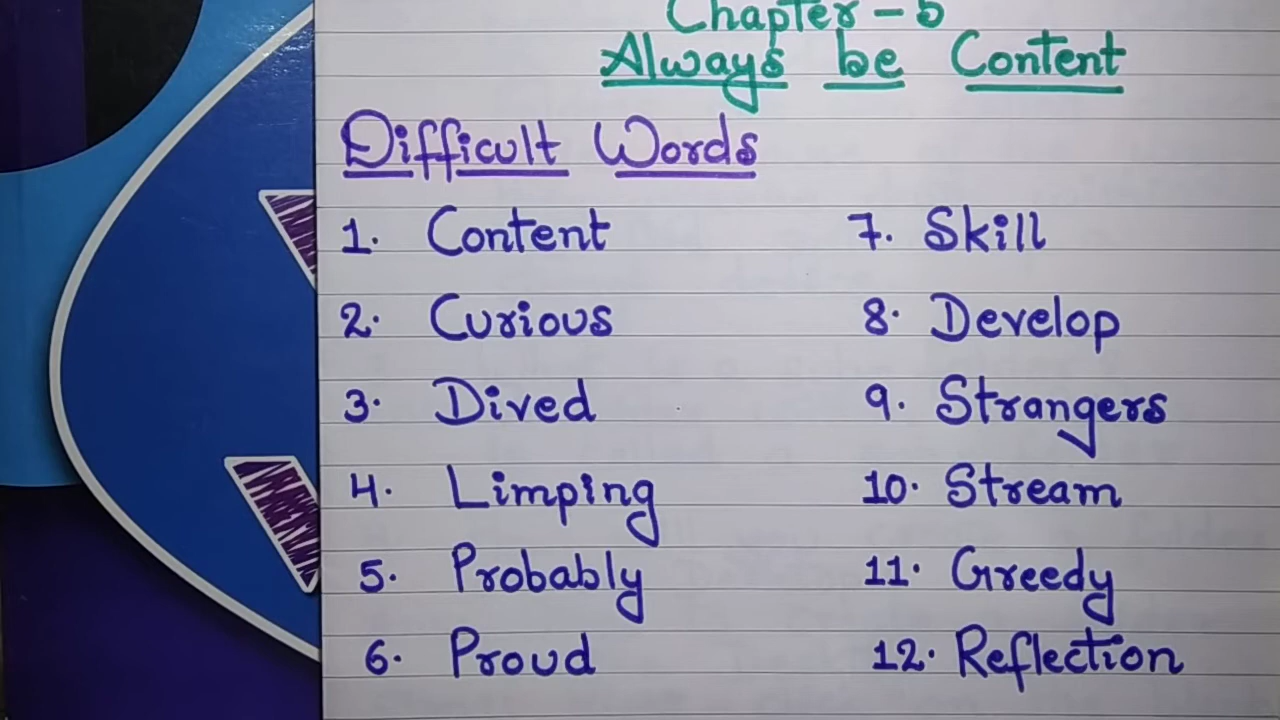 Chapter - 5
Always be Content
Difficult Words
1. Content
2. Curious
3. Dived
4. Limping
5. Probably
6. Proud
7. Skill
8. Develop
9. Strangers
10. Stream
11. Greedy
12. Reflection